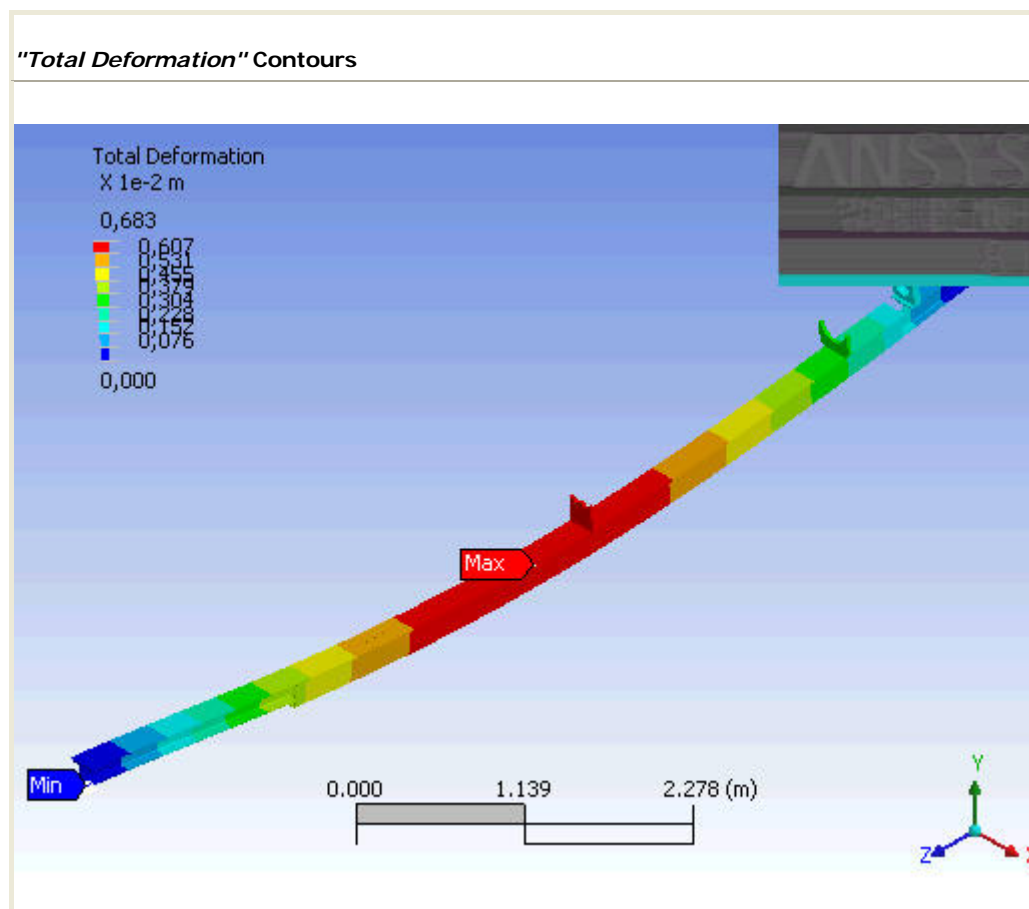 "Total Deformation" Contours
Total Deformation
X 1e-2 m
0,683
0,607
0,531
0,455
0,379
0,304
0,228
0,152
0,076
0,000
ANSYS
Max
Min
0.000 1.139 2.278 (m)
Y
Z X